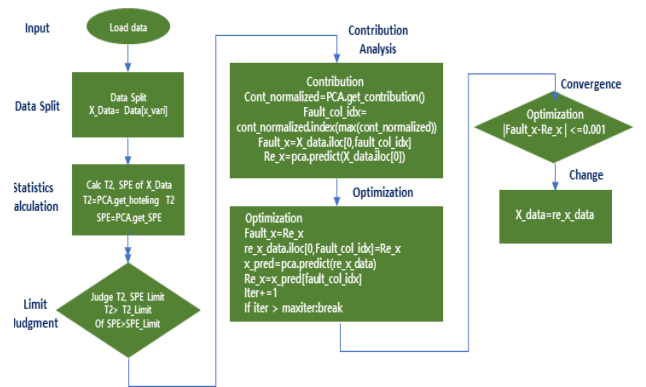 Input
Load data
Data Split
Data Split
X_Data= Data[x_vari]
Statistics
Calculation
Calc T2, SPE of X_Data
T2=PCA.get_hoteling T2
SPE=PCA.get_SPE
Limit
Judgment
Judge T2, SPE Limit
T2> T2_Limit
Of SPE>SPE_Limit
Contribution
Analysis
Contribution
Cont_normalized=PCA.get_contribution()
Fault_col_idx=
cont_normalized.index(max(cont_normalized))
Fault_x=X_data.iloc[0,fault_col_idx]
Re_x=pca.predict(X_data.iloc[0])
Optimization
Optimization
Fault_x=Re_x
re_x_data.iloc[0,Fault_col_idx]=Re_x
x_pred=pca.predict(re_x_data)
Re_x=x_pred[fault_col_idx]
Iter+=1
If iter > maxiter:break
Convergence
Optimization
|Fault_x-Re_x | <=0.001
Change
X_data=re_x_data